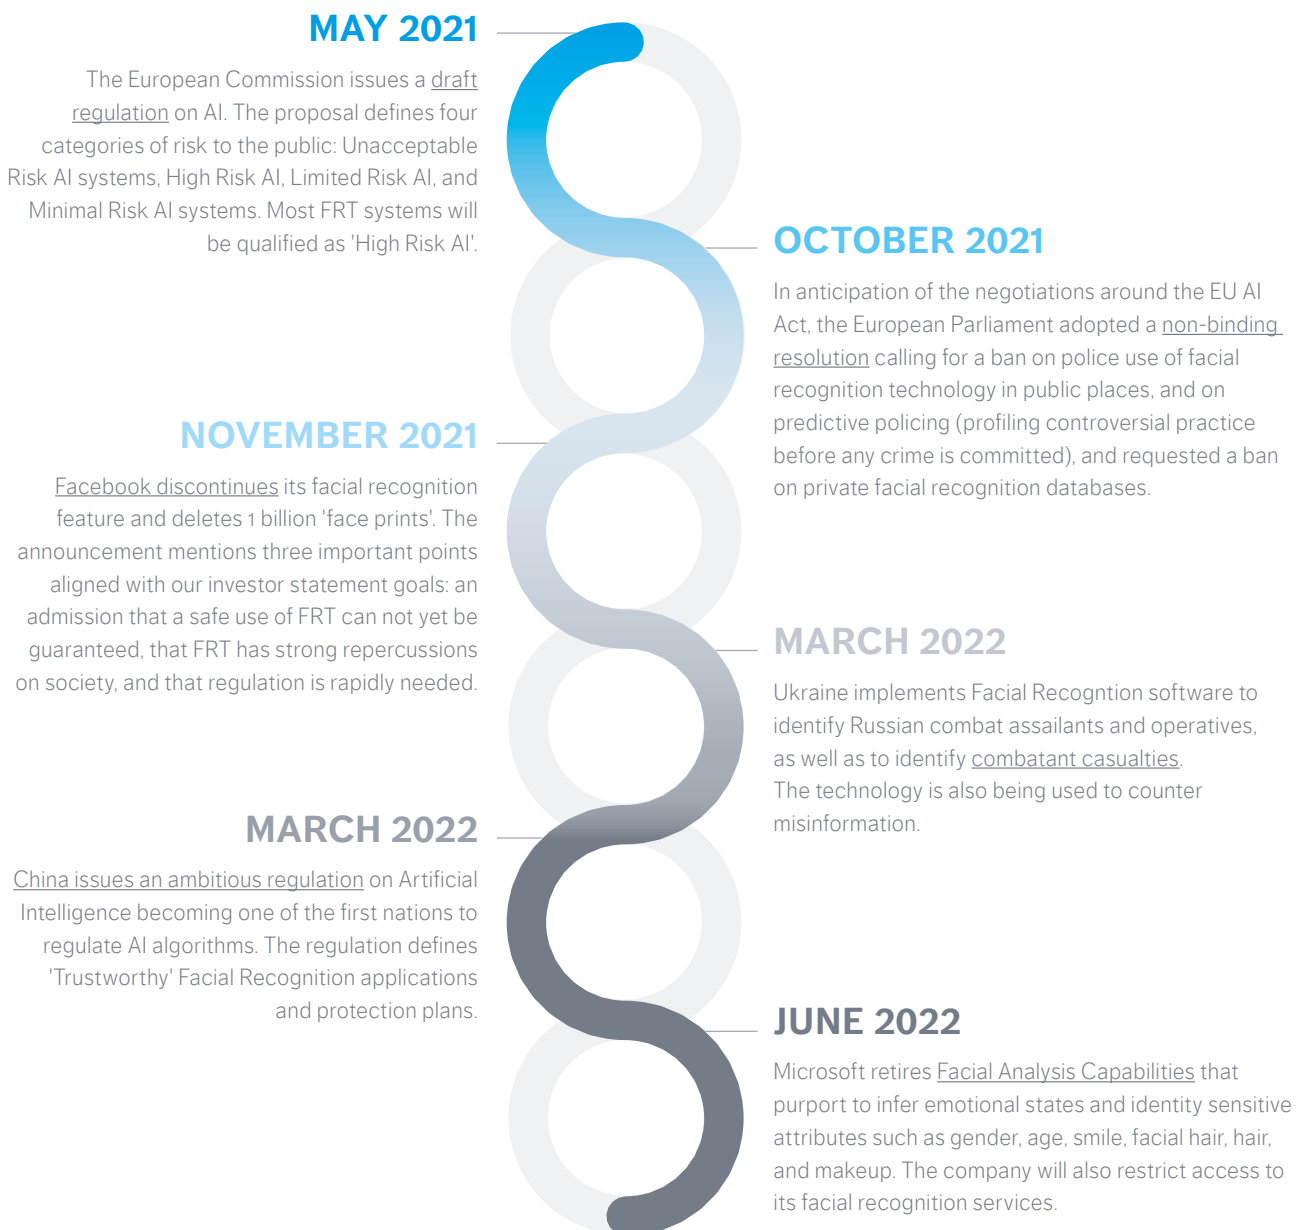 MAY 2021
The European Commission issues a draft
regulation on AI. The proposal defines four
categories of risk to the public: Unacceptable
Risk AI systems, High Risk AI, Limited Risk AI, and
Minimal Risk AI systems. Most FRT systems will
be qualified as 'High Risk AI'.
OCTOBER 2021
In anticipation of the negotiations around the EU AI
Act, the European Parliament adopted a non-binding
resolution calling for a ban on police use of facial
recognition technology in public places, and on
predictive policing (profiling controversial practice
before any crime is committed), and requested a ban
on private facial recognition databases.
NOVEMBER 2021
Facebook discontinues its facial recognition
feature and deletes 1 billion 'face prints'. The
announcement mentions three important points
aligned with our investor statement goals: an
admission that a safe use of FRT can not yet be
guaranteed, that FRT has strong repercussions
on society, and that regulation is rapidly needed.
MARCH 2022
Ukraine implements Facial Recogntion software to
identify Russian combat assailants and operatives,
as well as to identify combatant casualties.
The technology is also being used to counter
misinformation.
MARCH 2022
China issues an ambitious regulation on Artificial
Intelligence becoming one of the first nations to
regulate AI algorithms. The regulation defines
'Trustworthy' Facial Recognition applications
and protection plans.
JUNE 2022
Microsoft retires Facial Analysis Capabilities that
purport to infer emotional states and identity sensitive
attributes such as gender, age, smile, facial hair, hair,
and makeup. The company will also restrict access to
its facial recognition services.